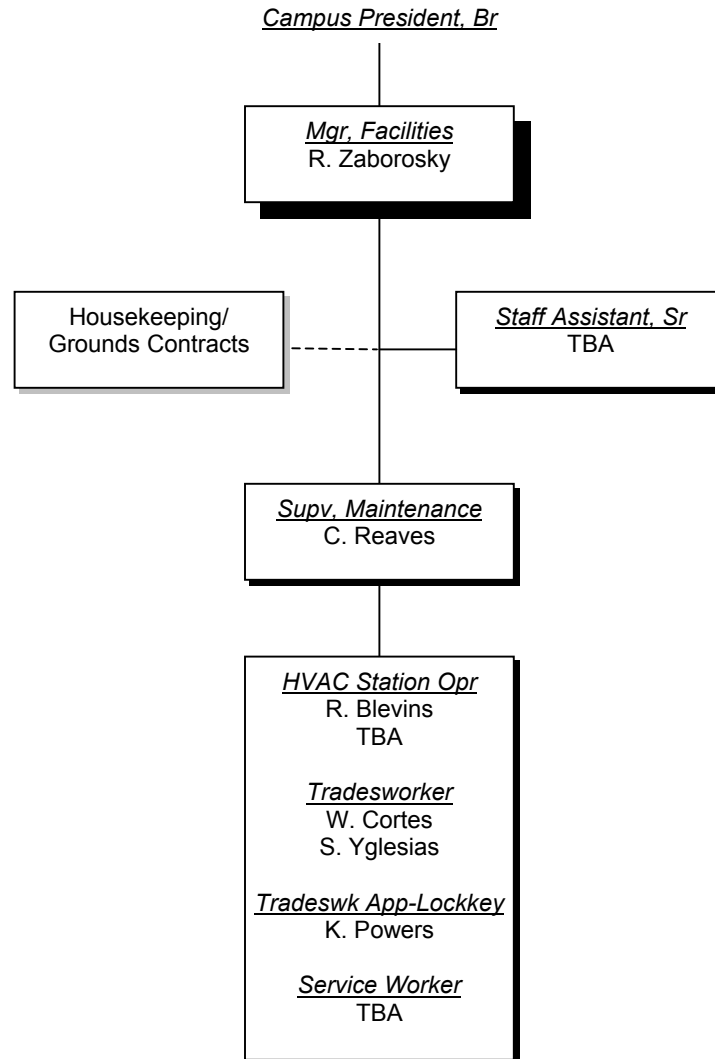 Campus President, Br
Mgr, Facilities
R. Zaborosky
Housekeeping/
Grounds Contracts
Staff Assistant, Sr
TBA
Supv, Maintenance
C. Reaves
HVAC Station Opr
R. Blevins
TBA
Tradesworker
W. Cortes
S. Yglesias
Tradeswk App-Lockkey
K. Powers
Service Worker
TBA